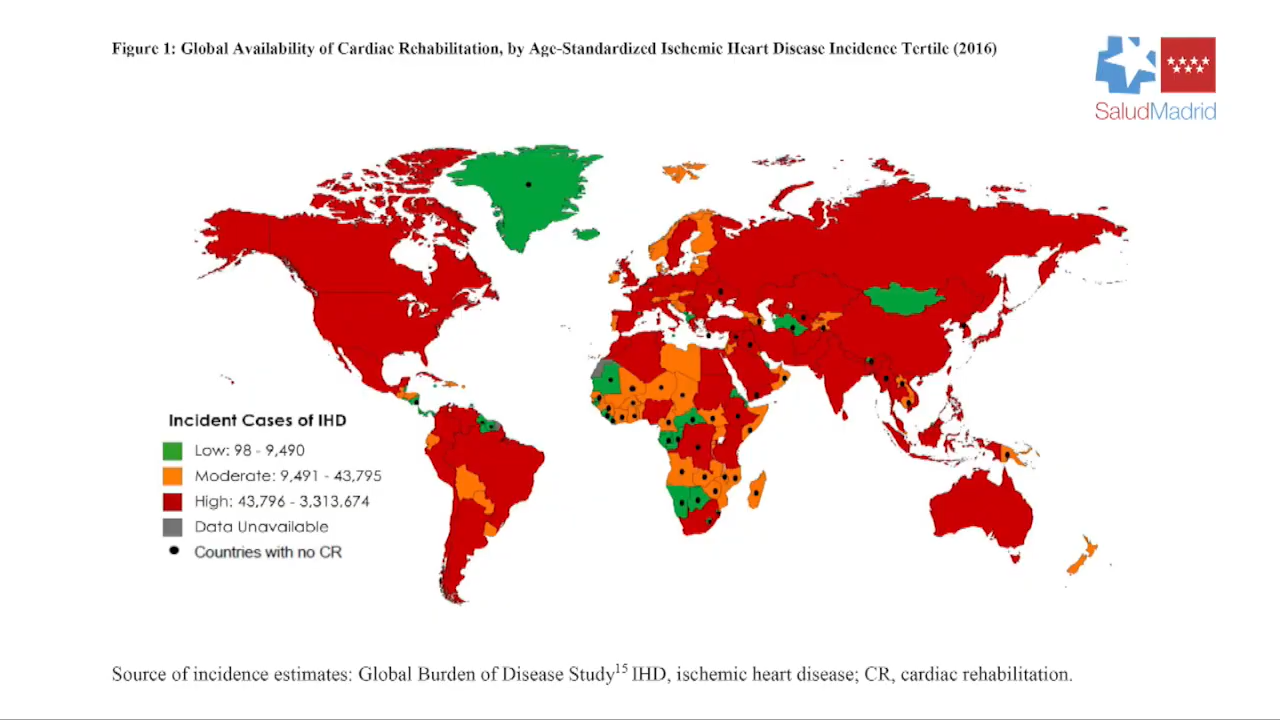 Figure 1: Global Availability of Cardiac Rehabilitation, by Age-Standardized Ischemic Heart Disease Incidence Tertile (2016)
SaludMadrid
Incident Cases of IHD
Low: 98 - 9,490
Moderate: 9,491 - 43,795
High: 43,796 - 3,313,674
Data Unavailable
Countries with no CR
Source of incidence estimates: Global Burden of Disease Study15 IHD, ischemic heart disease; CR, cardiac rehabilitation.